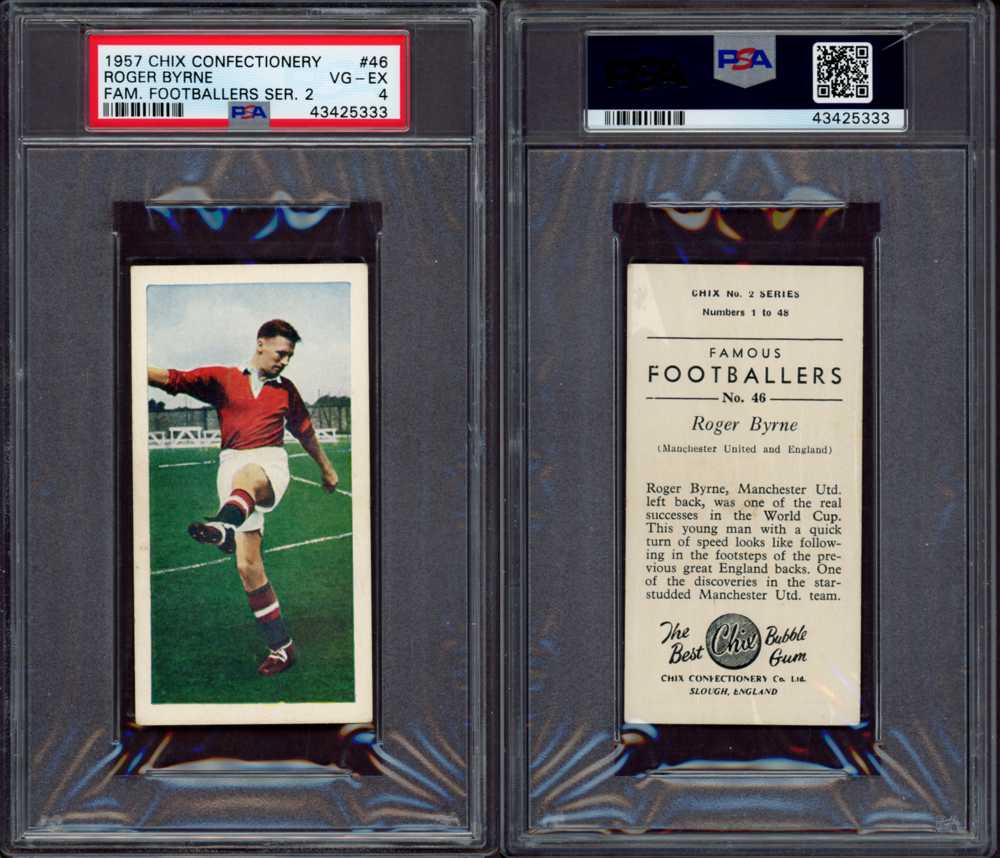 1957 CHIX CONFECTIONERY #46
ROGER BYRNE VG-EX
FAM. FOOTBALLERS SER. 2 4
PSA 43425333
PSA PSA
43425333
CHIX No. 2 SERIES
Numbers 1 to 48
FAMOUS
FOOTBALLERS
No. 46
Roger Byrne
(Manchester United and England)
Roger Byrne, Manchester Utd.
left back, was one of the real
successes in the World Cup.
This young man with a quick
turn of speed looks like follow-
ing in the footsteps of the pre-
vious great England backs. One
of the discoveries in the star-
studded Manchester Utd. team.
The Best Chix Bubble Gum
CHIX CONFECTIONERY Co. Ltd.
SLOUGH, ENGLAND